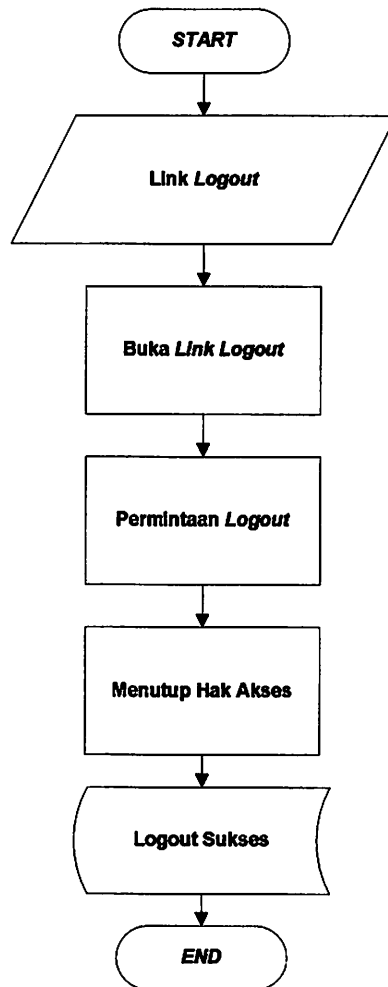 START
Link Logout
Buka Link Logout
Permintaan Logout
Menutup Hak Akses
Logout Sukses
END